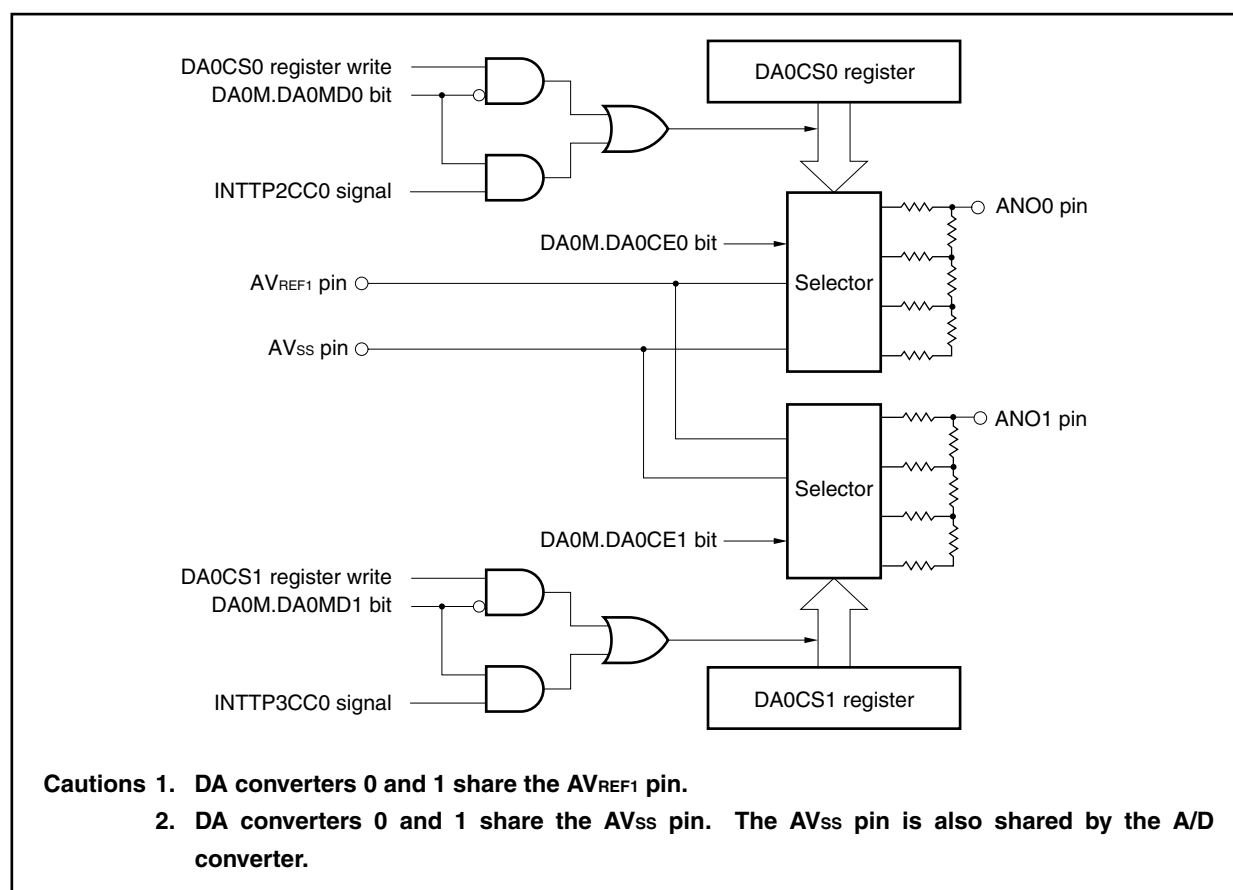 DA0CS0 register write
DA0M.DA0MD0 bit
INTTP2CC0 signal
DA0CS0 register
DA0M.DA0CE0 bit
AVREF1 pin
AVSS pin
Selector
ANO0 pin
Selector
ANO1 pin
DA0M.DA0CE1 bit
DA0CS1 register write
DA0M.DA0MD1 bit
INTTP3CC0 signal
DA0CS1 register
Cautions 1. DA converters 0 and 1 share the AVREF1 pin.
2. DA converters 0 and 1 share the AVSS pin. The AVSS pin is also shared by the A/D
converter.